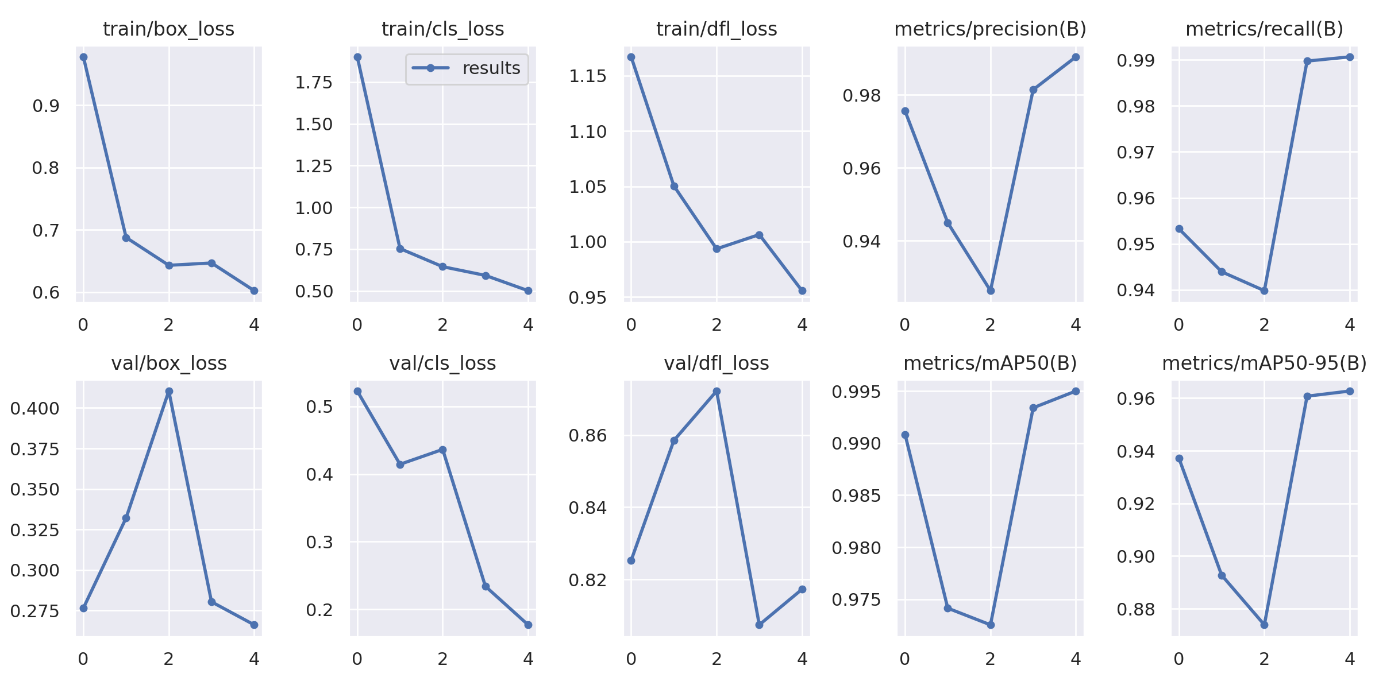 train/box_loss
train/cls_loss
train/dfl_loss
metrics/precision(B)
metrics/recall(B)
results
0.9
0.8
0.7
0.6
0 2 4
1.75
1.50
1.25
1.00
0.75
0.50
0 2 4
1.15
1.10
1.05
1.00
0.95
0 2 4
0.98
0.96
0.94
0 2 4
0.99
0.98
0.97
0.96
0.95
0.94
0 2 4
val/box_loss
val/cls_loss
val/dfl_loss
metrics/mAP50(B)
metrics/mAP50-95(B)
0.400
0.375
0.350
0.325
0.300
0.275
0 2 4
0.5
0.4
0.3
0.2
0 2 4
0.86
0.84
0.82
0 2 4
0.995
0.990
0.985
0.980
0.975
0 2 4
0.96
0.94
0.92
0.90
0.88
0 2 4